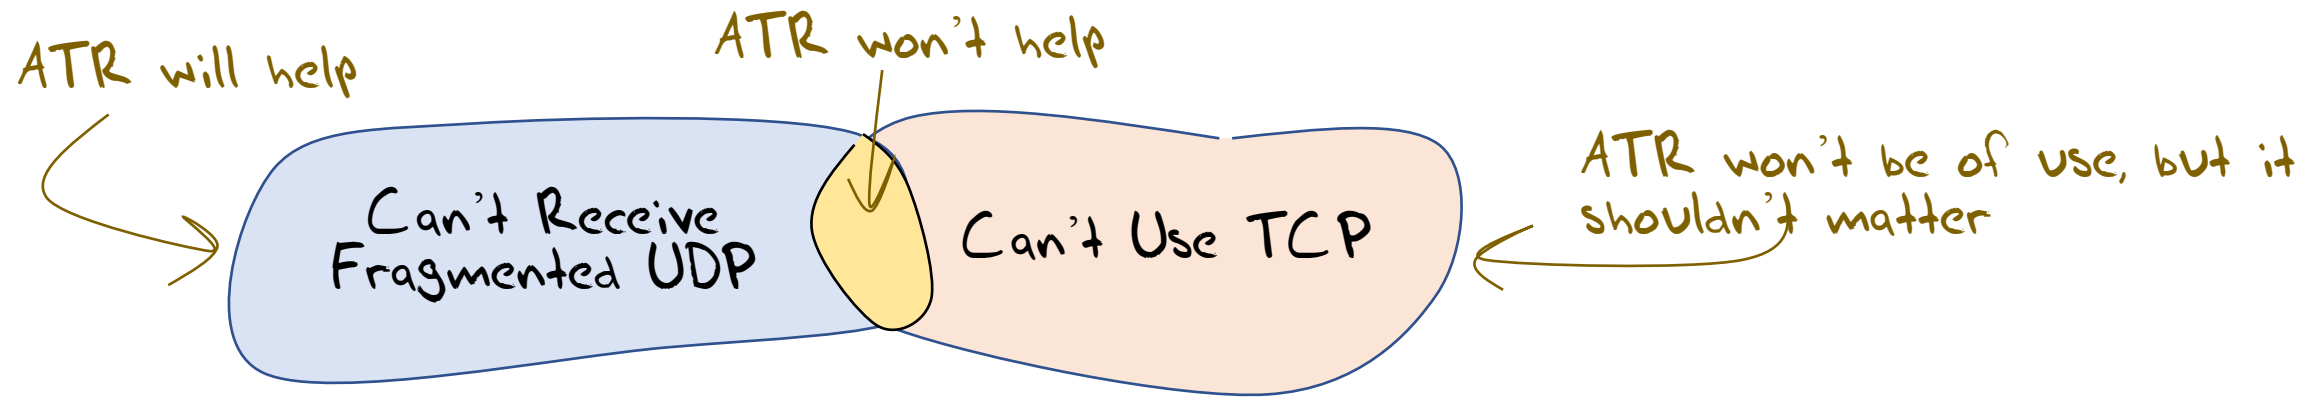 ATR will help
ATR won't help
ATR won't be of use, but it
shouldn't matter
Can't Receive
Fragmented UDP
Can't Use TCP